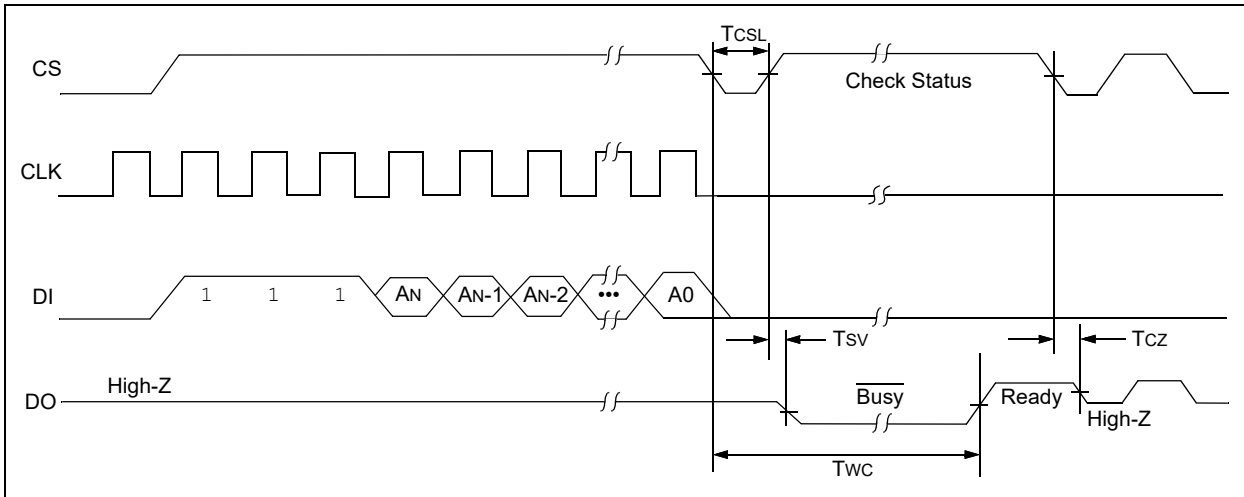 TCSL
CS
Check Status
CLK
DI
1 1 1 AN AN-1 AN-2 ••• A0
TSV
TCZ
High-Z
DO
Busy
Ready
High-Z
TWC